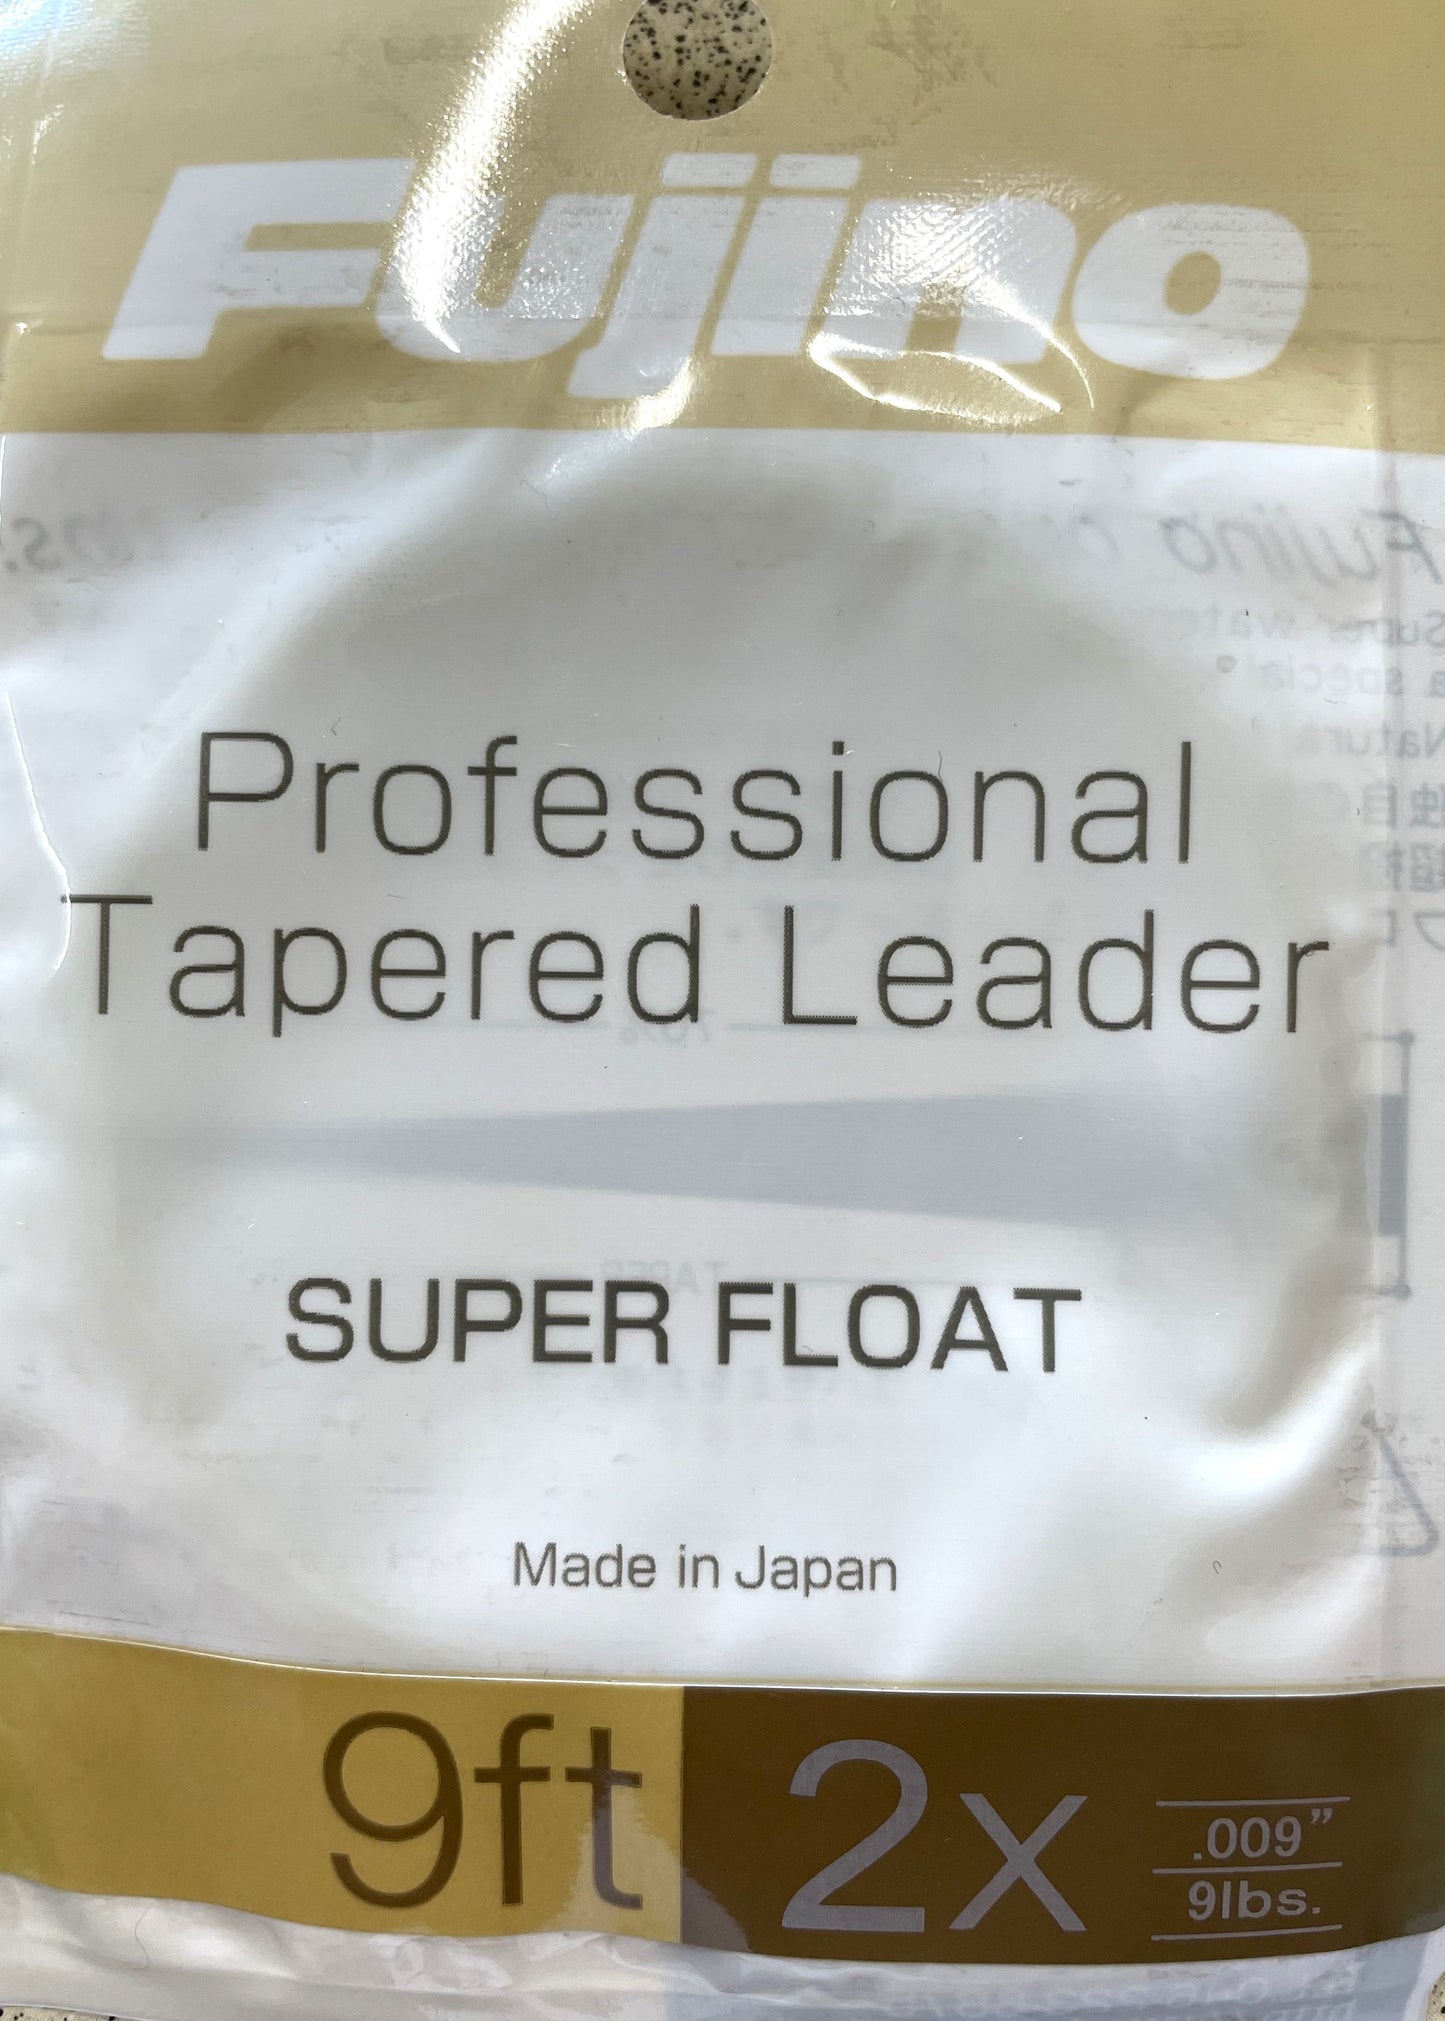 Fujino
Professional
Tapered Leader
SUPER FLOAT
Made in Japan
9ft 2x .009”
9lbs.